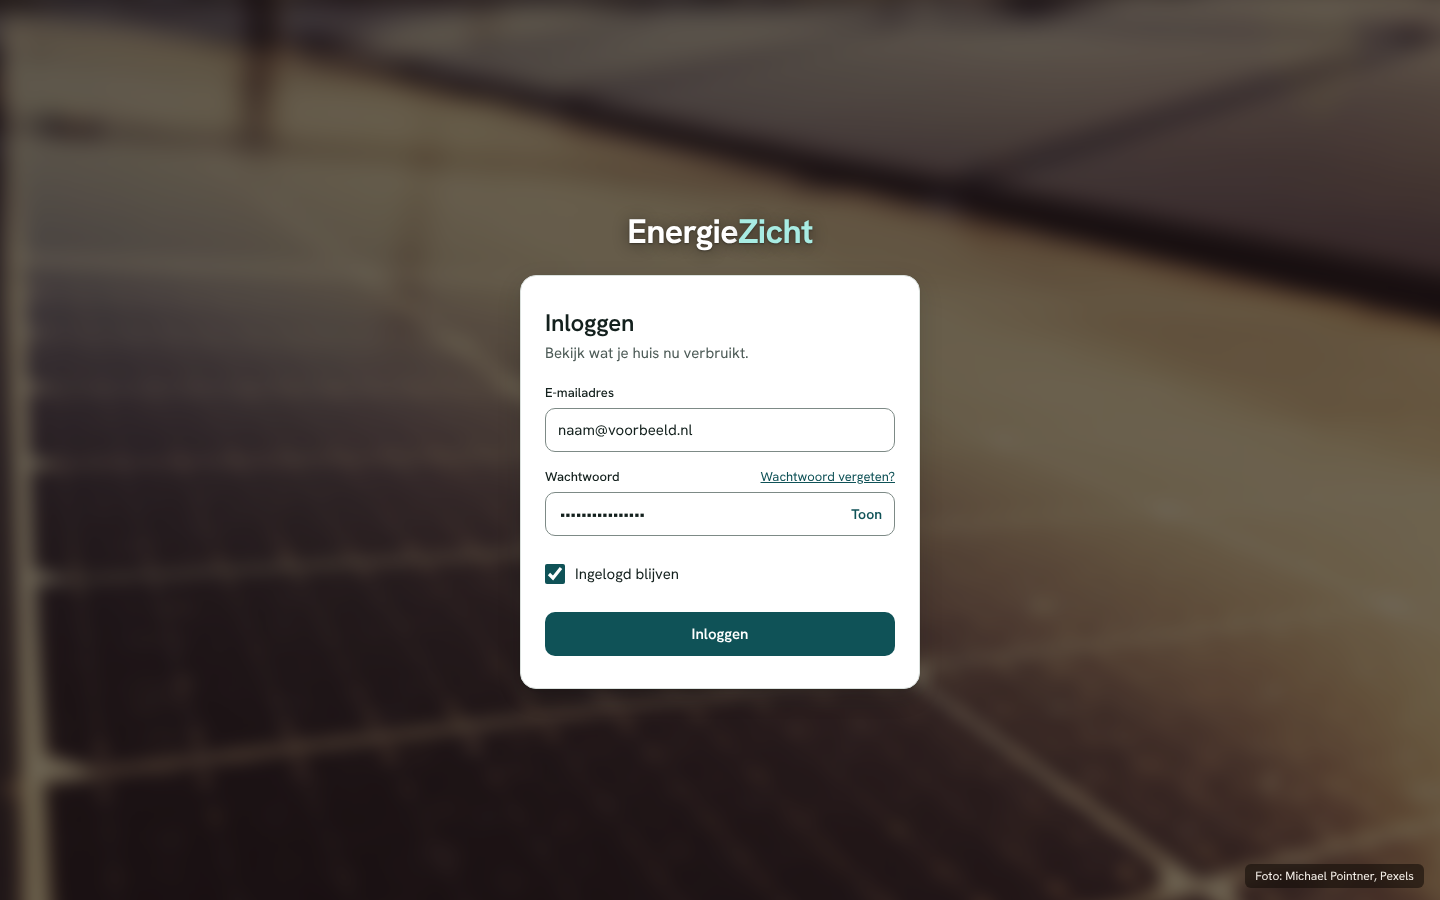 EnergieZicht
Inloggen
Bekijk wat je huis nu verbruikt.
E-mailadres
naam@voorbeeld.nl
Wachtwoord Wachtwoord vergeten?
•••••••••••••••• Toon
Ingelogd blijven
Inloggen
Foto: Michael Pointner, Pexels